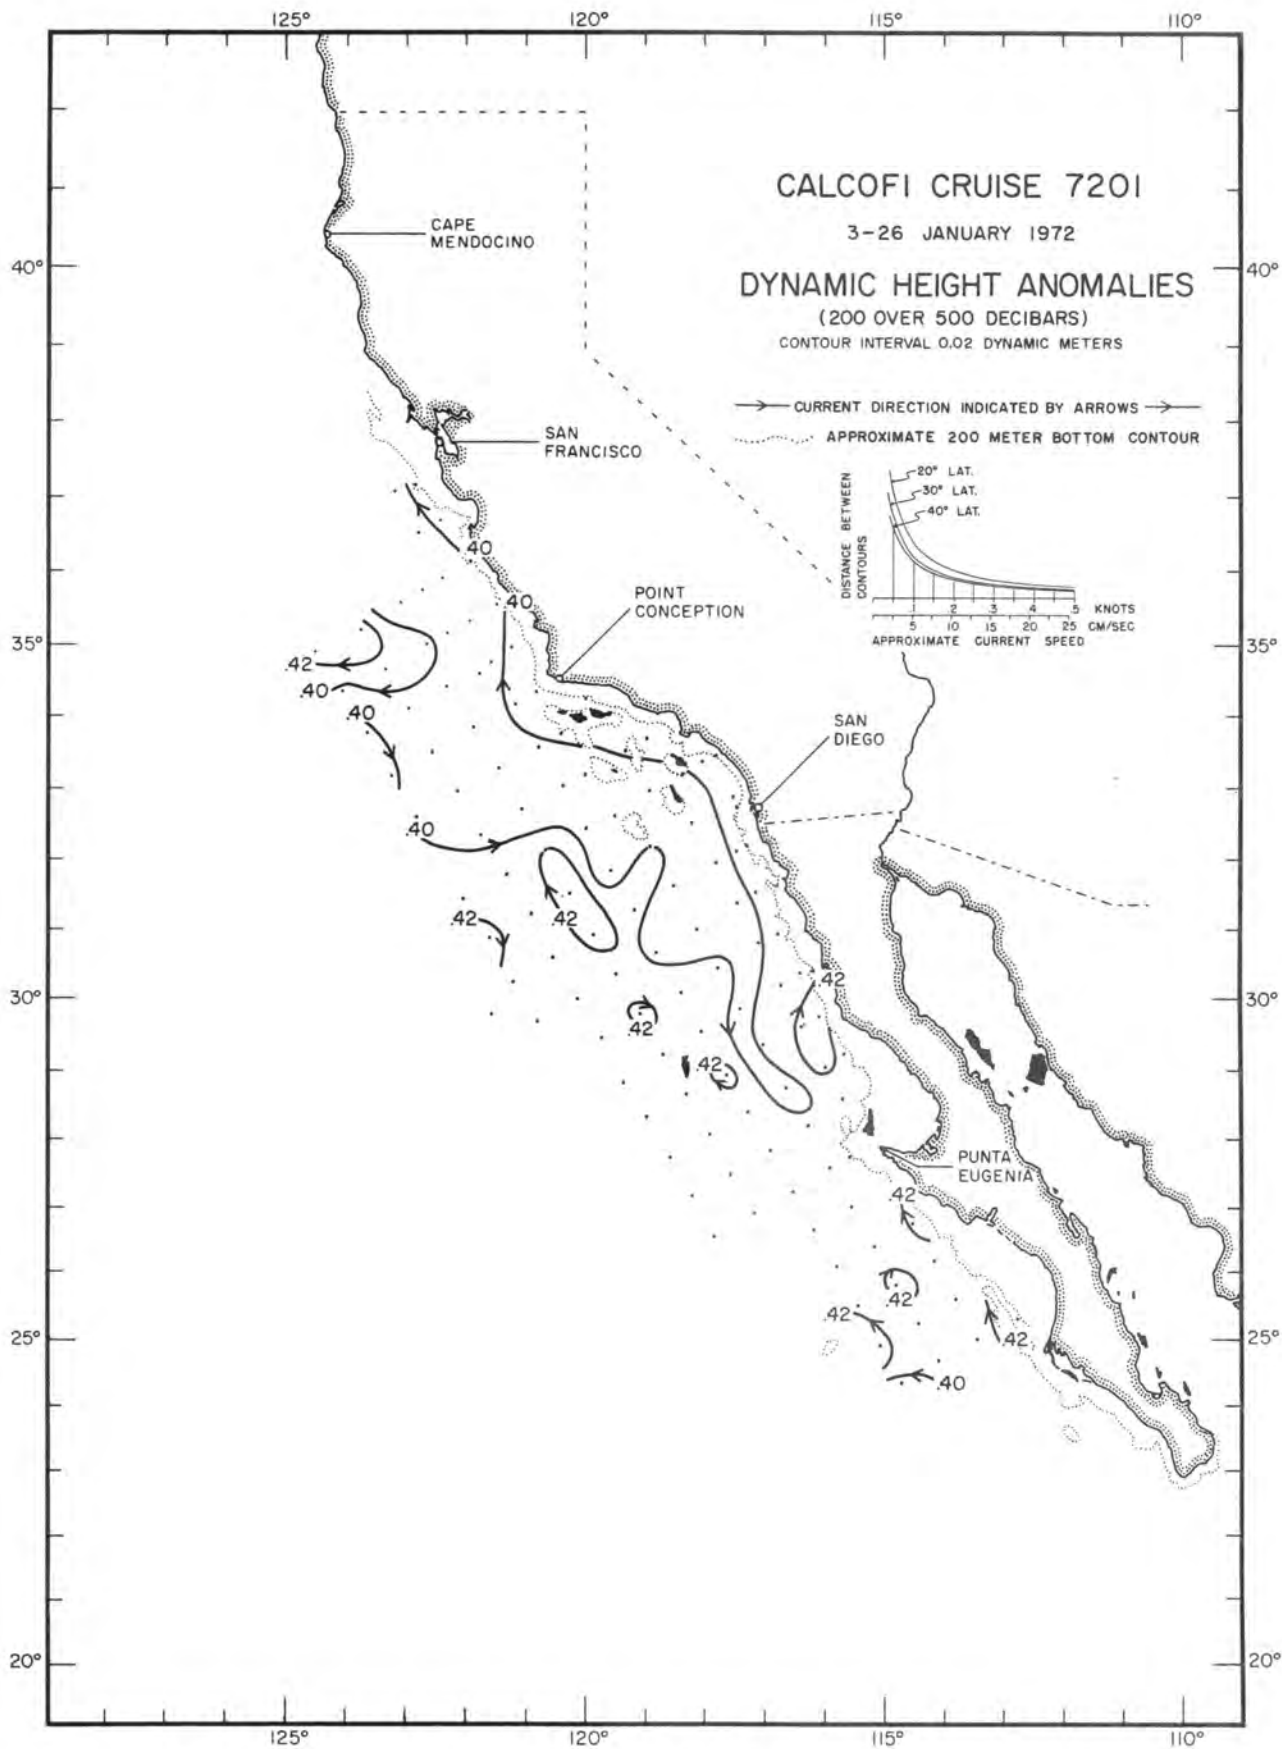 125° 120° 115° 110°
CALCOFI CRUISE 7201
3-26 JANUARY 1972
CAPE
MENDOCINO
40° 40°
DYNAMIC HEIGHT ANOMALIES
(200 OVER 500 DECIBARS)
CONTOUR INTERVAL 0.02 DYNAMIC METERS
CURRENT DIRECTION INDICATED BY ARROWS
APPROXIMATE 200 METER BOTTOM CONTOUR
SAN
FRANCISCO
20° LAT.
30° LAT.
40° LAT.
DISTANCE BETWEEN
CONTOURS
.1 .2 .3 .4 .5 KNOTS
5 10 15 20 25 CM/SEC
APPROXIMATE CURRENT SPEED
.40
.40
POINT
CONCEPTION
35° 35°
.42
.40
.40
SAN
DIEGO
.40
.42 .42
.42
30° 30°
.42
.42
PUNTA
EUGENIA
.42
.42
.42
.42
25° 25°
.40
20° 20°
125° 120° 115° 110°